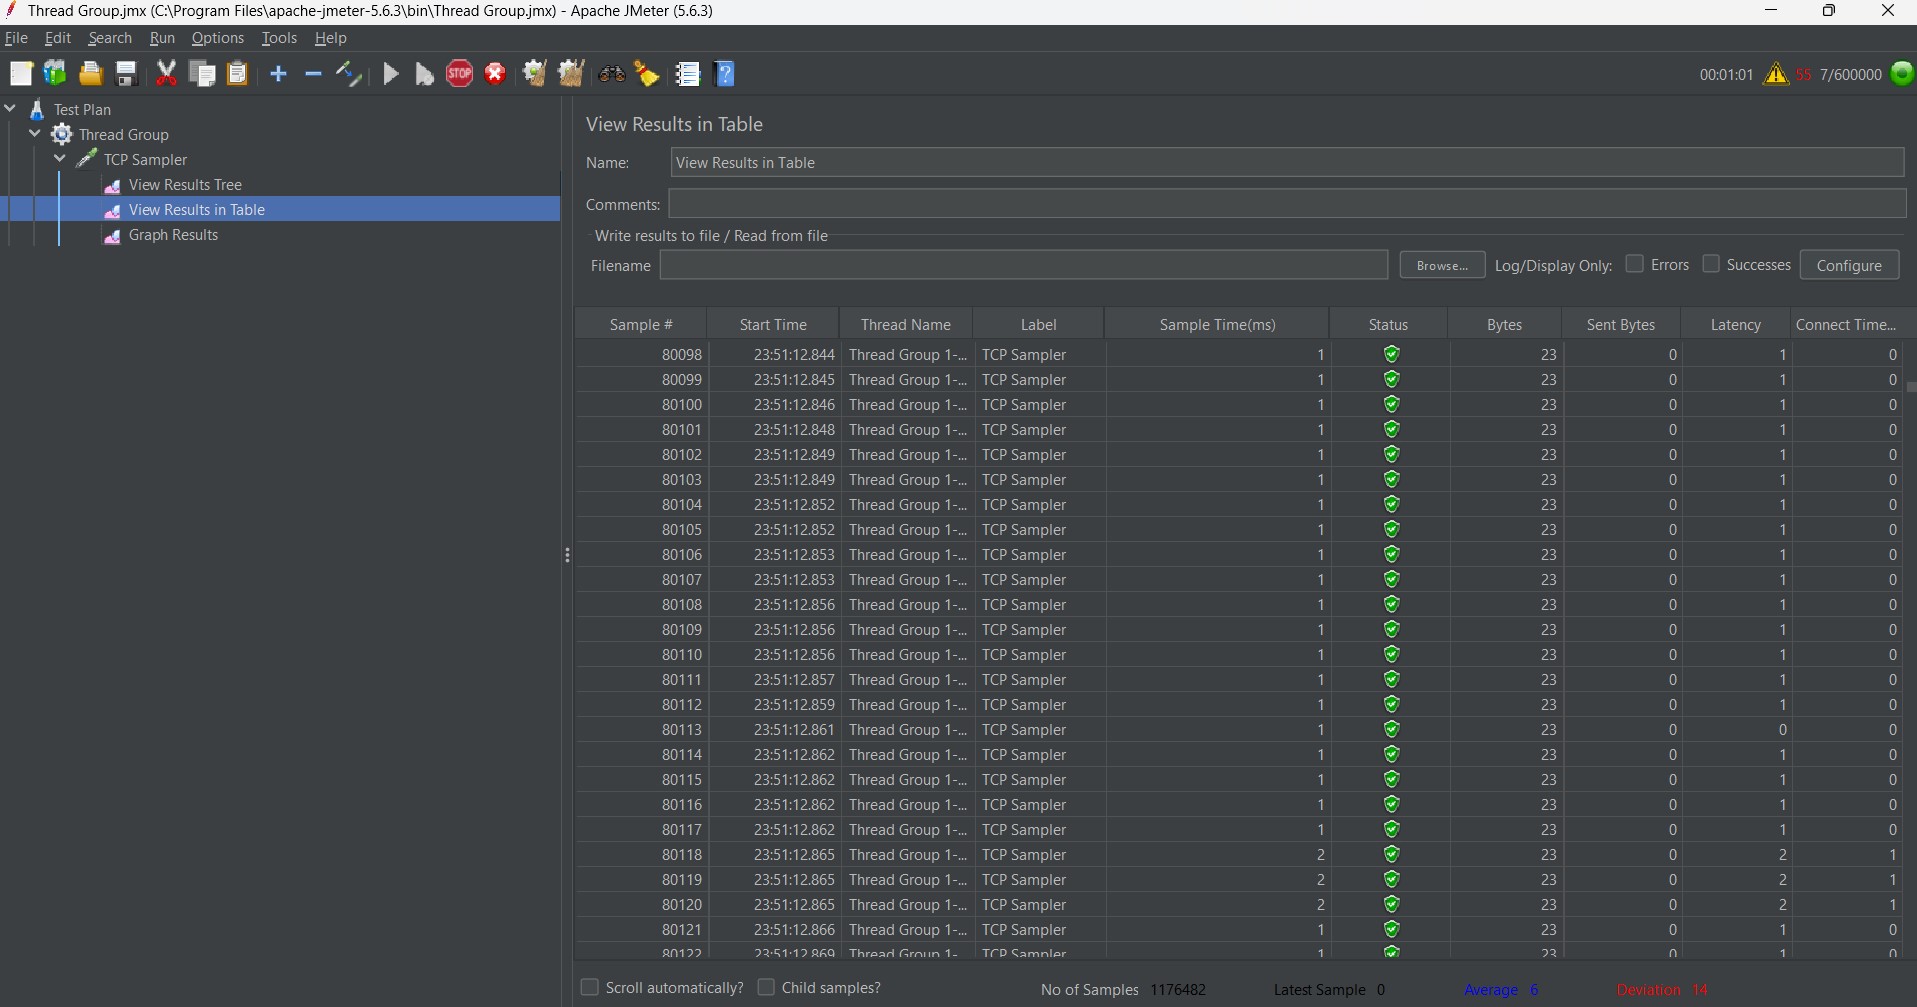 Thread Group.jmx (C:\Program Files\apache-jmeter-5.6.3\bin\Thread Group.jmx) - Apache JMeter (5.6.3)
File Edit Search Run Options Tools Help
STOP 00:01:01 55 7/600000
Test Plan
Thread Group
TCP Sampler
View Results Tree
View Results in Table
Graph Results
View Results in Table
Name: View Results in Table
Comments:
Write results to file / Read from file
Filename Browse... Log/Display Only: Errors Successes Configure
Sample # Start Time Thread Name Label Sample Time(ms) Status Bytes Sent Bytes Latency Connect Time...
80098 23:51:12.844 Thread Group 1-... TCP Sampler 1 23 0 1 0
80099 23:51:12.845 Thread Group 1-... TCP Sampler 1 23 0 1 0
80100 23:51:12.846 Thread Group 1-... TCP Sampler 1 23 0 1 0
80101 23:51:12.848 Thread Group 1-... TCP Sampler 1 23 0 1 0
80102 23:51:12.849 Thread Group 1-... TCP Sampler 1 23 0 1 0
80103 23:51:12.849 Thread Group 1-... TCP Sampler 1 23 0 1 0
80104 23:51:12.852 Thread Group 1-... TCP Sampler 1 23 0 1 0
80105 23:51:12.852 Thread Group 1-... TCP Sampler 1 23 0 1 0
80106 23:51:12.853 Thread Group 1-... TCP Sampler 1 23 0 1 0
80107 23:51:12.853 Thread Group 1-... TCP Sampler 1 23 0 1 0
80108 23:51:12.856 Thread Group 1-... TCP Sampler 1 23 0 1 0
80109 23:51:12.856 Thread Group 1-... TCP Sampler 1 23 0 1 0
80110 23:51:12.856 Thread Group 1-... TCP Sampler 1 23 0 1 0
80111 23:51:12.857 Thread Group 1-... TCP Sampler 1 23 0 1 0
80112 23:51:12.859 Thread Group 1-... TCP Sampler 1 23 0 1 0
80113 23:51:12.861 Thread Group 1-... TCP Sampler 1 23 0 0 0
80114 23:51:12.862 Thread Group 1-... TCP Sampler 1 23 0 1 0
80115 23:51:12.862 Thread Group 1-... TCP Sampler 1 23 0 1 0
80116 23:51:12.862 Thread Group 1-... TCP Sampler 1 23 0 1 0
80117 23:51:12.862 Thread Group 1-... TCP Sampler 1 23 0 1 0
80118 23:51:12.865 Thread Group 1-... TCP Sampler 2 23 0 2 1
80119 23:51:12.865 Thread Group 1-... TCP Sampler 2 23 0 2 1
80120 23:51:12.865 Thread Group 1-... TCP Sampler 2 23 0 2 1
80121 23:51:12.866 Thread Group 1-... TCP Sampler 1 23 0 1 0
80122 23:51:12.869 Thread Group 1-... TCP Sampler 1 23 0 1 0
Scroll automatically? Child samples? No of Samples 1176482 Latest Sample 0 Average 6 Deviation 14